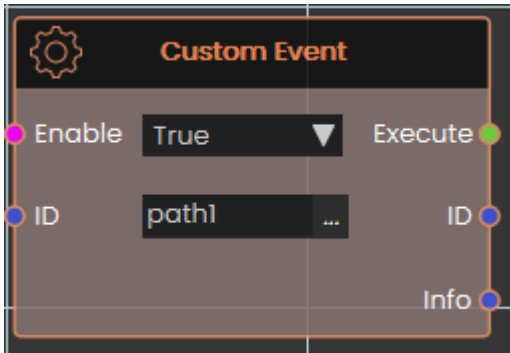 Custom Event
Enable True Execute
ID path1 ... ID
Info